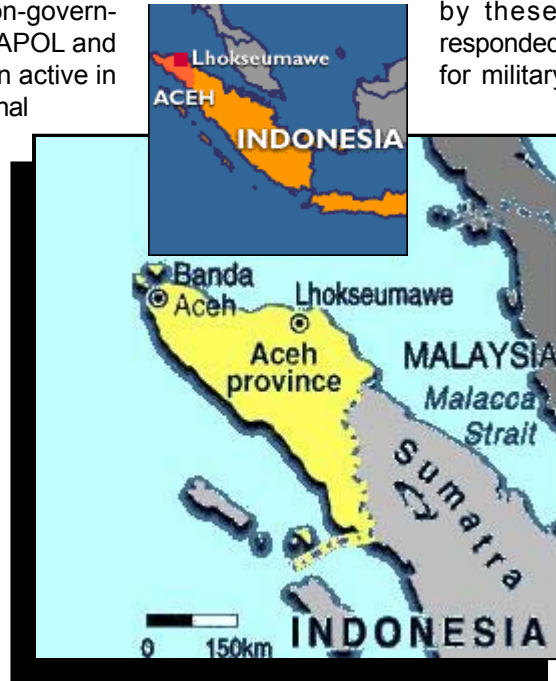 on-govern-
APOL and
n active in
nal
by these
responded
for military
Lhokseumawe
ACEH
INDONESIA
Banda
Aceh
Lhokseumawe
Aceh
province
MALAYSIA
Malacca
Strait
Sumatra
0 150km
INDONESIA